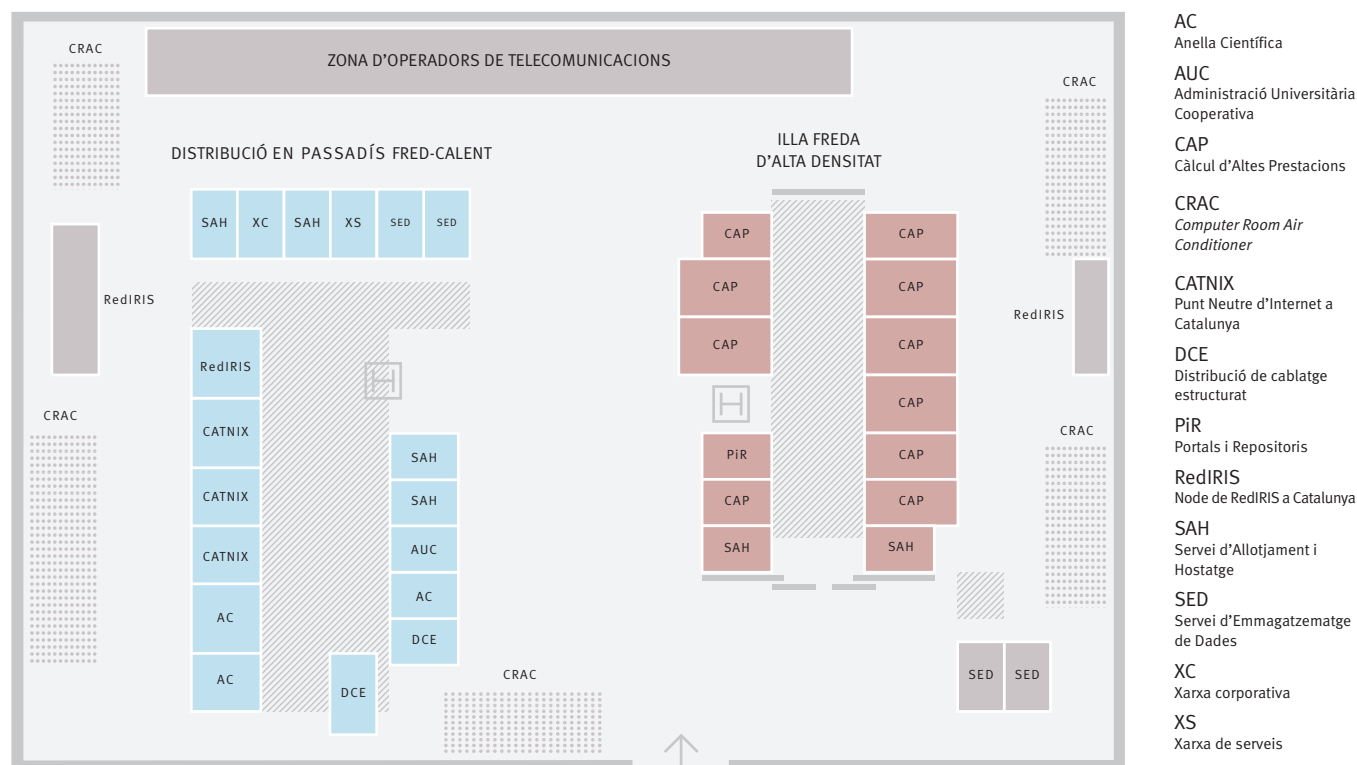 CRAC
ZONA D'OPERADORS DE TELECOMUNICACIONS
CRAC
DISTRIBUCIÓ EN PASSADÍS FRED-CALENT
ILLA FREDA
D'ALTA DENSITAT
SAH XC SAH XS SED SED
RedIRIS
RedIRIS
CATNIX
CATNIX
CATNIX
AC
AC
SAH
SAH
AUC
AC
DCE
DCE
CAP
CAP
CAP
PiR
CAP
SAH
CAP
CAP
CAP
CAP
CAP
CAP
SAH
RedIRIS
CRAC
CRAC
CRAC
SED SED
AC
Anella Científica
AUC
Administració Universitària
Cooperativa
CAP
Càlcul d'Altes Prestacions
CRAC
Computer Room Air
Conditioner
CATNIX
Punt Neutre d'Internet a
Catalunya
DCE
Distribució de cablatge
estructurat
PiR
Portals i Repositoris
RedIRIS
Node de RedIRIS a Catalunya
SAH
Servei d'Allotjament i
Hostatge
SED
Servei d'Emmagatzematge
de Dades
XC
Xarxa corporativa
XS
Xarxa de serveis